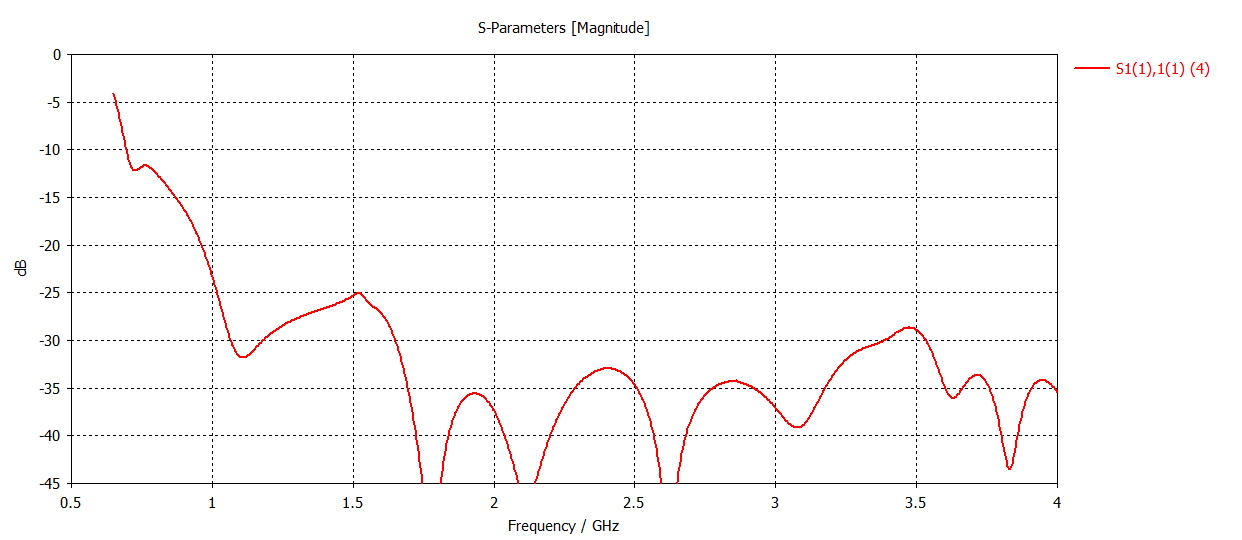 S-Parameters [Magnitude]
S1(1),1(1) (4)
0
-5
-10
-15
-20
-25
-30
-35
-40
-45
dB
0.5 1 1.5 2 2.5 3 3.5 4
Frequency / GHz